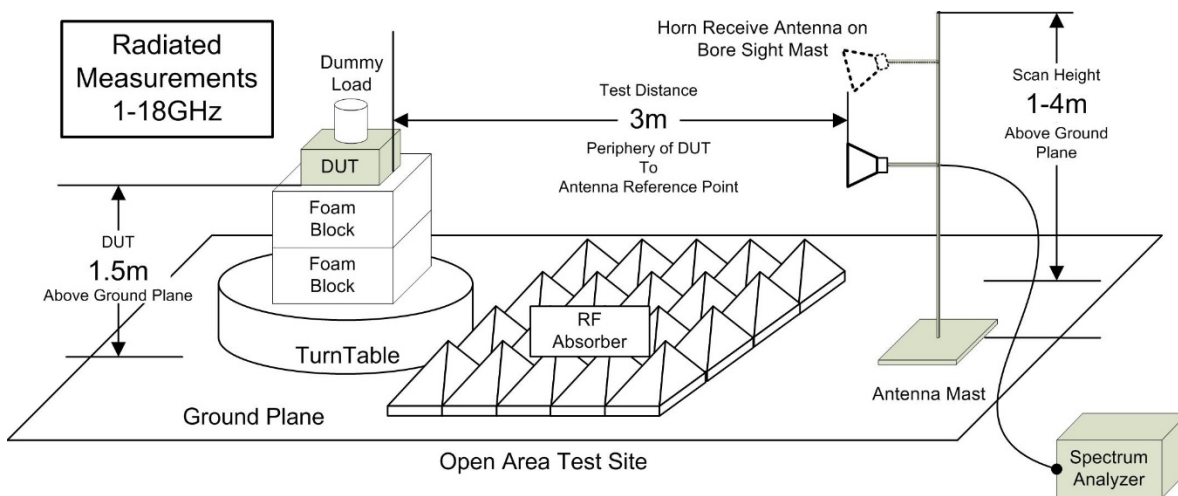 Radiated
Measurements
1-18GHz
Dummy
Load
DUT
Foam
Block
Foam
Block
DUT
1.5m
Above Ground Plane
TurnTable
Ground Plane
Test Distance
3m
Periphery of DUT
To
Antenna Reference Point
Horn Receive Antenna on
Bore Sight Mast
Scan Height
1-4m
Above Ground
Plane
RF
Absorber
Antenna Mast
Open Area Test Site
Spectrum
Analyzer